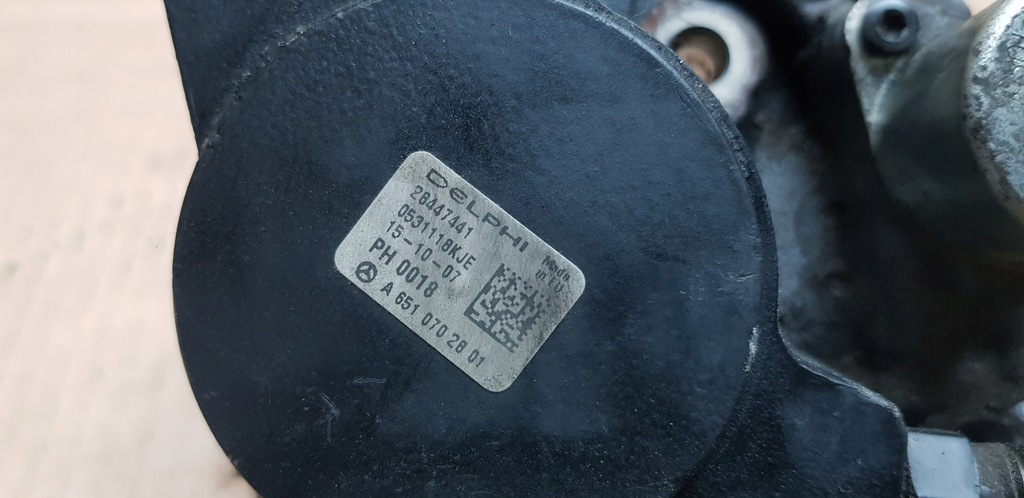 DELPHI
28447441
0531118KJE
15-10-07
PH 0018
A 651 070 28 01
Made
in EU